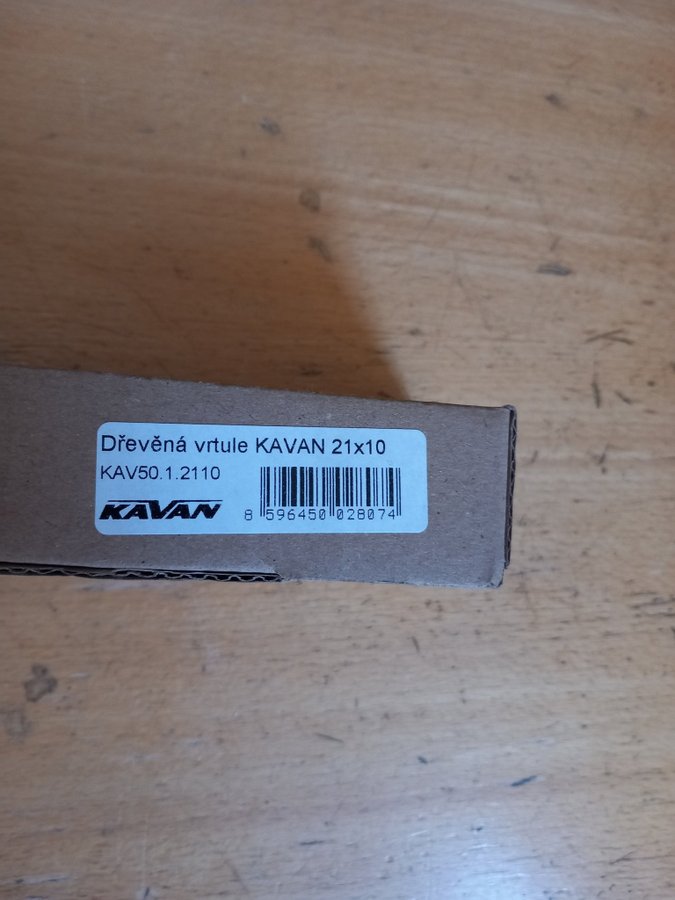 Dřevěná vrtule KAVAN 21x10
KAV50.1.2110
KAVAN
8 596450 028074